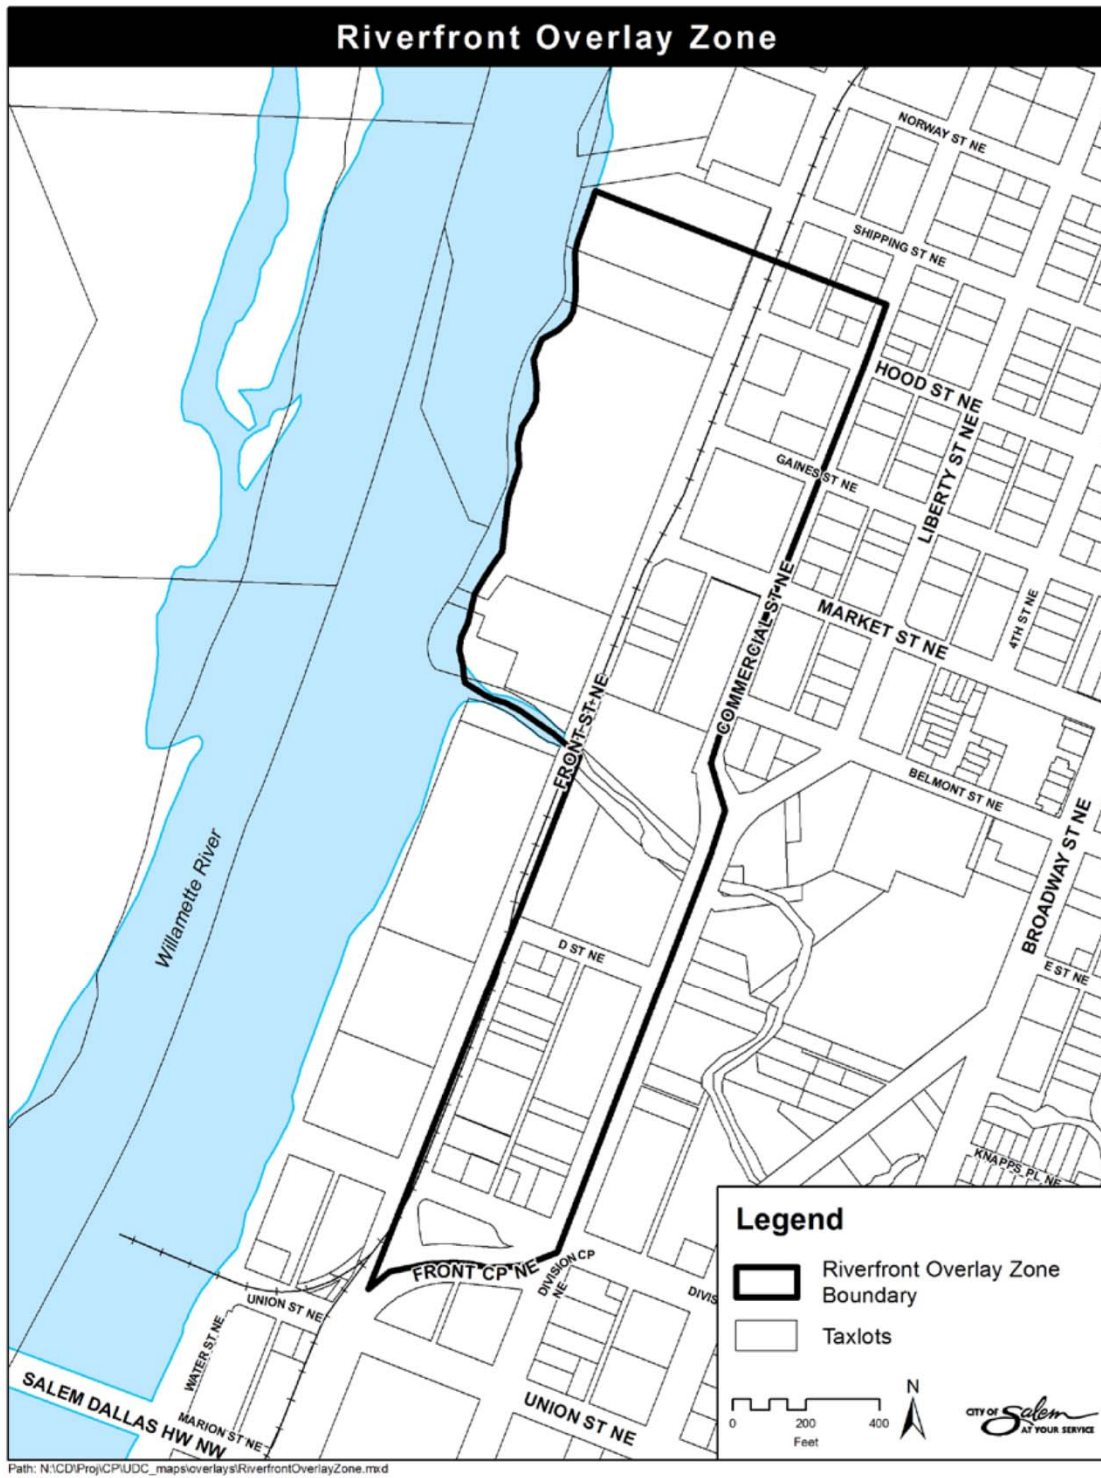 Riverfront Overlay Zone
NORWAY ST NE
SHIPPING ST NE
HOOD ST NE
LIBERTY ST NE
GAINES ST NE
COMMERCIAL ST NE
MARKET ST NE
4TH ST NE
FRONT ST NE
BELMONT ST NE
BROADWAY ST NE
Willamette River
D ST NE
E ST NE
KNAPPS PL NE
FRONT CP NE
DIVISION CP
NE
DIVIS
UNION ST NE
WATER ST NE
SALEM DALLAS HW NW
MARION ST NE
UNION ST NE
Legend
Riverfront Overlay Zone
Boundary
Taxlots
0 200 400
Feet
N
CITY OF Salem
AT YOUR SERVICE
Path: N:\CD\Proj\CP\UDC_maps\overlays\RiverfrontOverlayZone.mxd